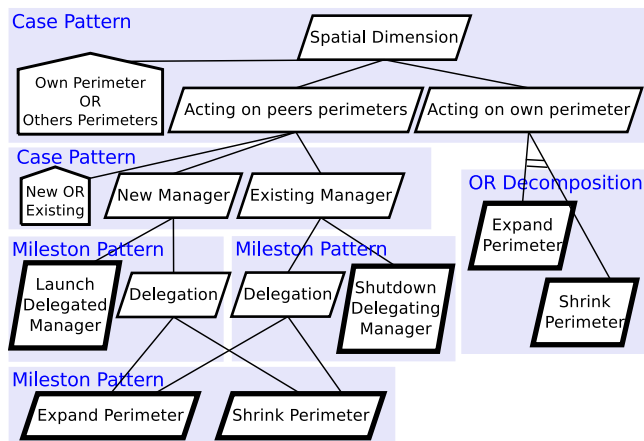 Case Pattern
Spatial Dimension
Own Perimeter
OR
Others Perimeters
Acting on peers perimeters
Acting on own perimeter
Case Pattern
New OR
Existing
New Manager
Existing Manager
OR Decomposition
Expand
Perimeter
Shrink
Perimeter
Mileston Pattern
Launch
Delegated
Manager
Delegation
Mileston Pattern
Delegation
Shutdown
Delegating
Manager
Mileston Pattern
Expand Perimeter
Shrink Perimeter